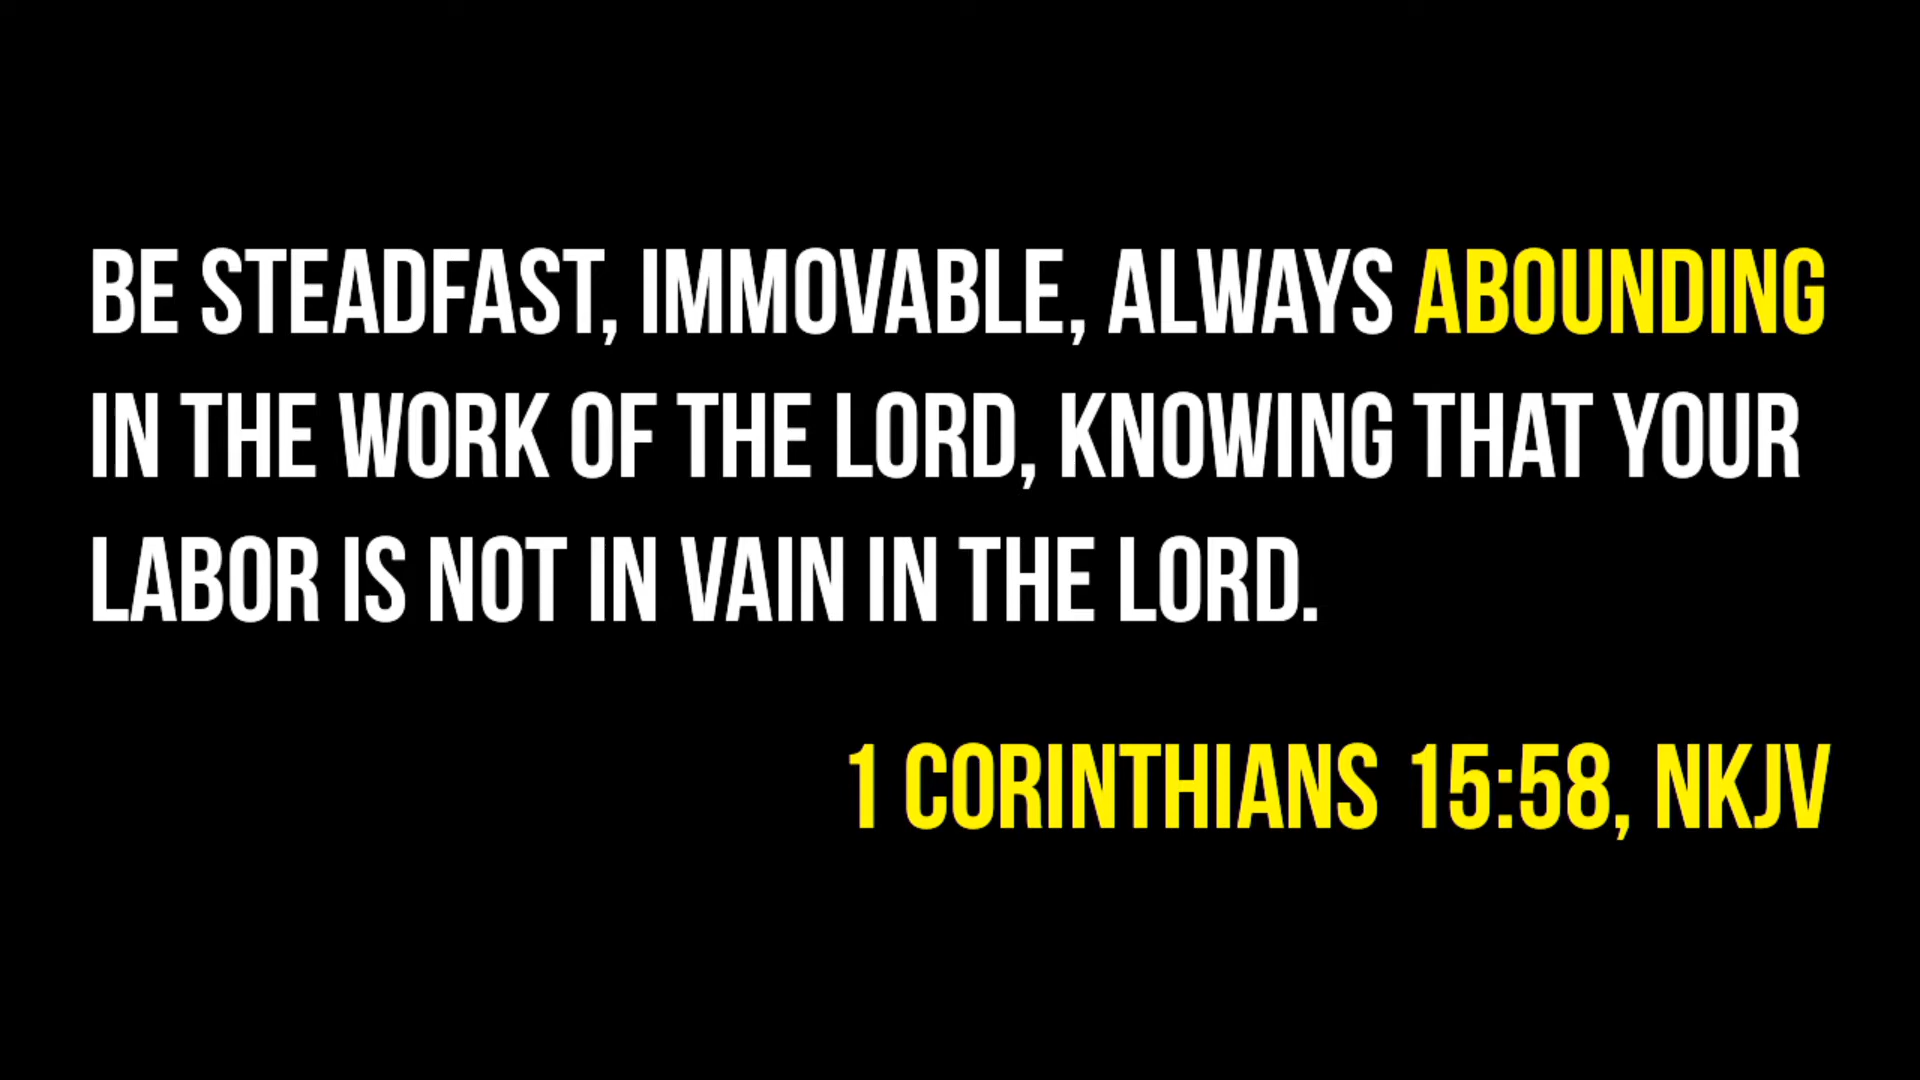 BE STEADFAST, IMMOVABLE, ALWAYS ABOUNDING
IN THE WORK OF THE LORD, KNOWING THAT YOUR
LABOR IS NOT IN VAIN IN THE LORD.
1 CORINTHIANS 15:58, NKJV